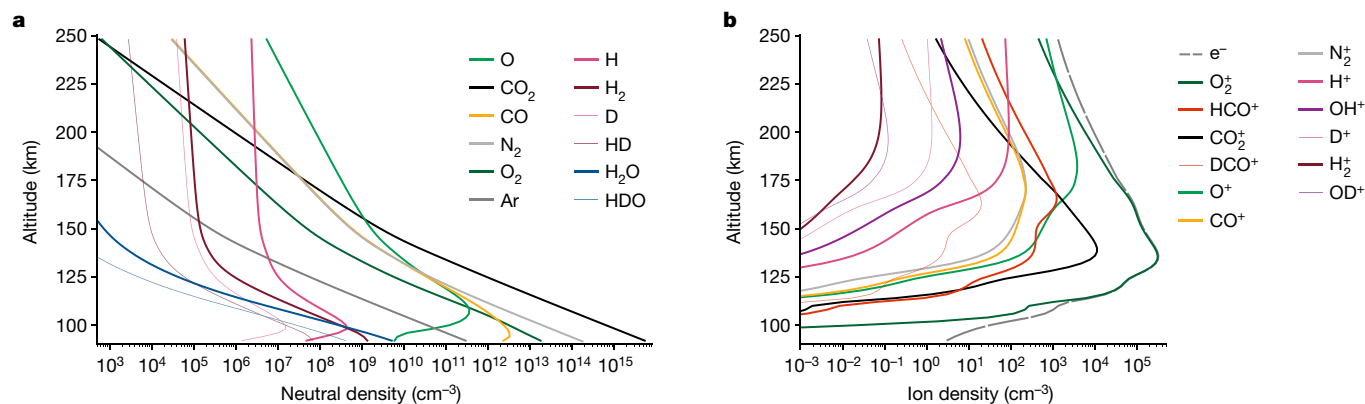 a
250
225
200
175
150
125
100
Altitude (km)
10³ 10⁴ 10⁵ 10⁶ 10⁷ 10⁸ 10⁹ 10¹⁰ 10¹¹ 10¹² 10¹³ 10¹⁴ 10¹⁵
Neutral density (cm⁻³)
O
CO₂
CO
N₂
O₂
Ar
H
H₂
D
HD
H₂O
HDO
b
250
225
200
175
150
125
100
Altitude (km)
10⁻³ 10⁻² 10⁻¹ 10⁰ 10¹ 10² 10³ 10⁴ 10⁵
Ion density (cm⁻³)
e⁻
O₂⁺
HCO⁺
CO₂⁺
DCO⁺
O⁺
CO⁺
N₂⁺
H⁺
OH⁺
D⁺
H₂⁺
OD⁺